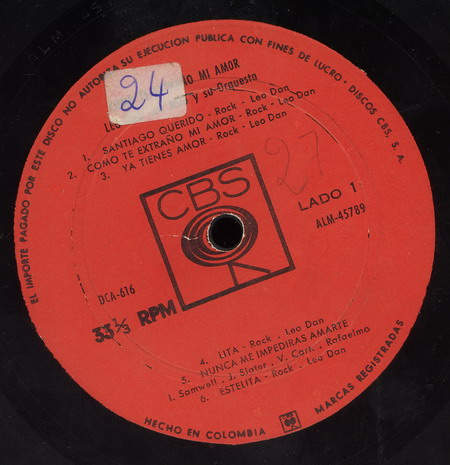 EL IMPORTE PAGADO POR ESTE DISCO NO AUTORIZA SU EJECUCION PUBLICA CON FINES DE LUCRO - DISCOS CBS, S. A.
MI AMOR
y su Orquesta
24
1. SANTIAGO QUERIDO - Rock - Leo Dan
2. COMO TE EXTRAÑO MI AMOR - Rock - Leo Dan
3. YA TIENES AMOR - Rock - Leo Dan
27
CBS
LADO 1
ALM-45789
DCA-616
33 1/3 RPM
4. LITA - Rock - Leo Dan
5. NUNCA ME IMPEDIRAS AMARTE
I. Samwell - J. Slater - V. Carli - Rafaelmo
6. ESTELITA - Rock - Leo Dan
HECHO EN COLOMBIA
MARCAS REGISTRADAS